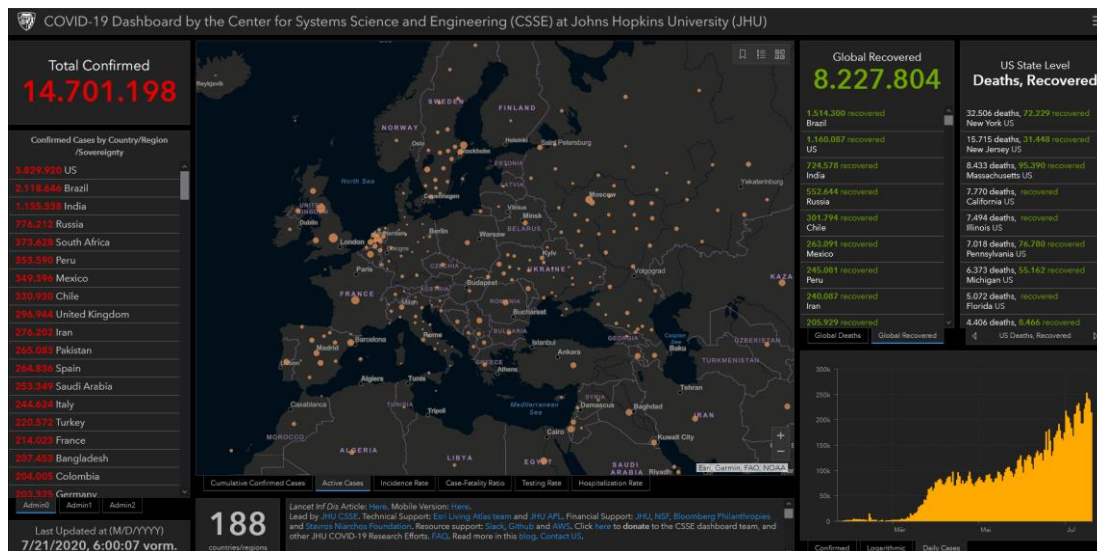 COVID-19 Dashboard by the Center for Systems Science and Engineering (CSSE) at Johns Hopkins University (JHU)
Total Confirmed
14.701.198
Confirmed Cases by Country/Region
/Sovereignty
3.829.920 US
2.118.646 Brazil
1.155.338 India
776.212 Russia
373.628 South Africa
353.590 Peru
349.396 Mexico
330.930 Chile
296.944 United Kingdom
276.202 Iran
265.083 Pakistan
264.836 Spain
253.349 Saudi Arabia
244.624 Italy
220.572 Turkey
214.023 France
207.453 Bangladesh
204.005 Colombia
203.325 Germany
Admin0 Admin1 Admin2
Last Updated at (M/D/YYYY)
7/21/2020, 6:00:07 vorm.
Reykjavik
SWEDEN
FINLAND
NORWAY
Oslo
Helsinki
Saint Petersburg
Stockholm
ESTONIA
LATVIA
North Sea
Yekaterinburg
Moscow
Copenhagen
UNITED
KINGDOM
Vilnius
Minsk
Dublin
BELARUS
Berlin
Warsaw
London
Cologne
Kyiv
Paris
CZECHIA
UKRAINE
Volgograd
KAZA
Budapest
AUSTRIA
FRANCE
Milan
ROMANIA
Bucharest
Barcelona
Rome
BULGARIA
Caspian
Sea
GEORGIA
UZBEKISTAN
Madrid
Istanbul
Baku
Lisbon
Ankara
TURKMENISTAN
GREECE
Athens
Algiers
Tunis
Tehran
SYRIA
Casablanca
TUNISIA
Mediterranean
Sea
Damascus
Baghdad
Tripoli
IRAN
MOROCCO
Cairo
Kuwait City
ALGERIA
LIBYA
EGYPT
SAUDI
ARABIA
Riyadh
Esri, Garmin, FAO, NOAA
+
−
Cumulative Confirmed Cases Active Cases Incidence Rate Case-Fatality Ratio Testing Rate Hospitalization Rate
188
countries/regions
Lancet Inf Dis Article: Here. Mobile Version: Here.
Lead by JHU CSSE. Technical Support: Esri Living Atlas team and JHU APL. Financial Support: JHU, NSF, Bloomberg Philanthropies
and Stavros Niarchos Foundation. Resource support: Slack, Github and AWS. Click here to donate to the CSSE dashboard team, and
other JHU COVID-19 Research Efforts. FAQ. Read more in this blog. Contact US.
Global Recovered
8.227.804
1.514.300 recovered
Brazil
1.160.087 recovered
US
724.578 recovered
India
552.644 recovered
Russia
301.794 recovered
Chile
263.091 recovered
Mexico
245.081 recovered
Peru
240.087 recovered
Iran
205.929 recovered
Global Deaths Global Recovered
US State Level
Deaths, Recovered
32.506 deaths, 72.229 recovered
New York US
15.715 deaths, 31.448 recovered
New Jersey US
8.433 deaths, 95.390 recovered
Massachusetts US
7.770 deaths, recovered
California US
7.494 deaths, recovered
Illinois US
7.018 deaths, 76.780 recovered
Pennsylvania US
6.373 deaths, 55.162 recovered
Michigan US
5.072 deaths, recovered
Florida US
4.406 deaths, 8.466 recovered
US Deaths, Recovered
300k
250k
200k
150k
100k
50k
0
Mär
Mai
Jul
Confirmed Logarithmic Daily Cases